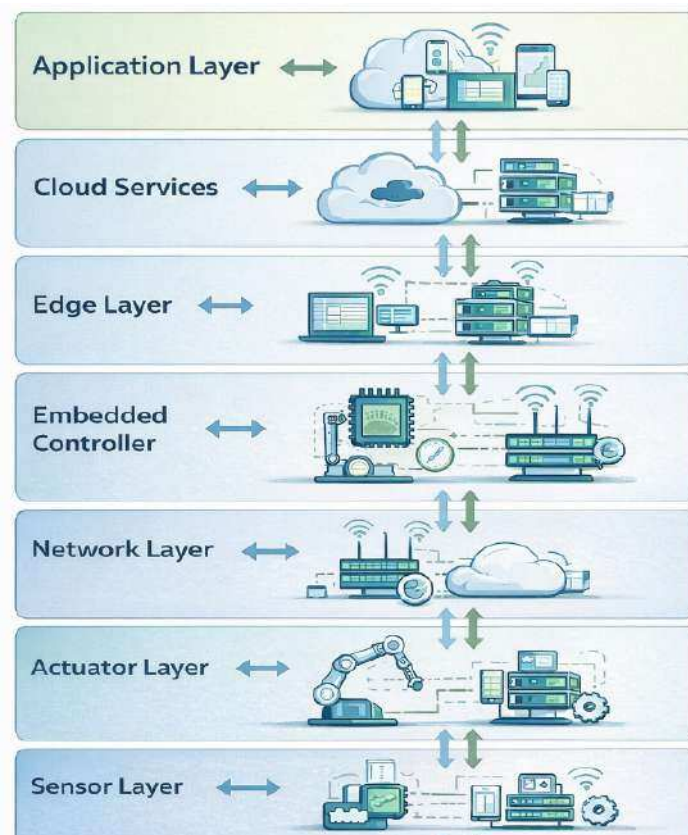 Application Layer
Cloud Services
Edge Layer
Embedded
Controller
Network Layer
Actuator Layer
Sensor Layer